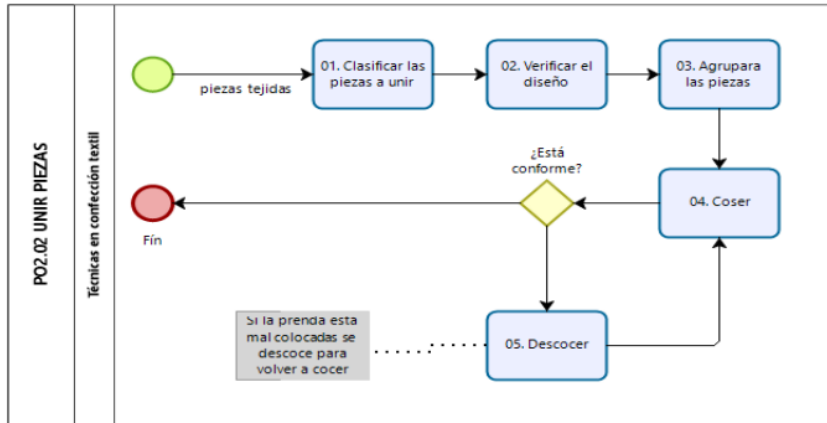 PO2.02 UNIR PIEZAS
Técnicas en confección textil
piezas tejidas
01. Clasificar las
piezas a unir
02. Verificar el
diseño
03. Agrupara
las piezas
¿Está
conforme?
04. Coser
Fín
Si la prenda esta
mal colocadas se
descoce para
volver a cocer
05. Descocer